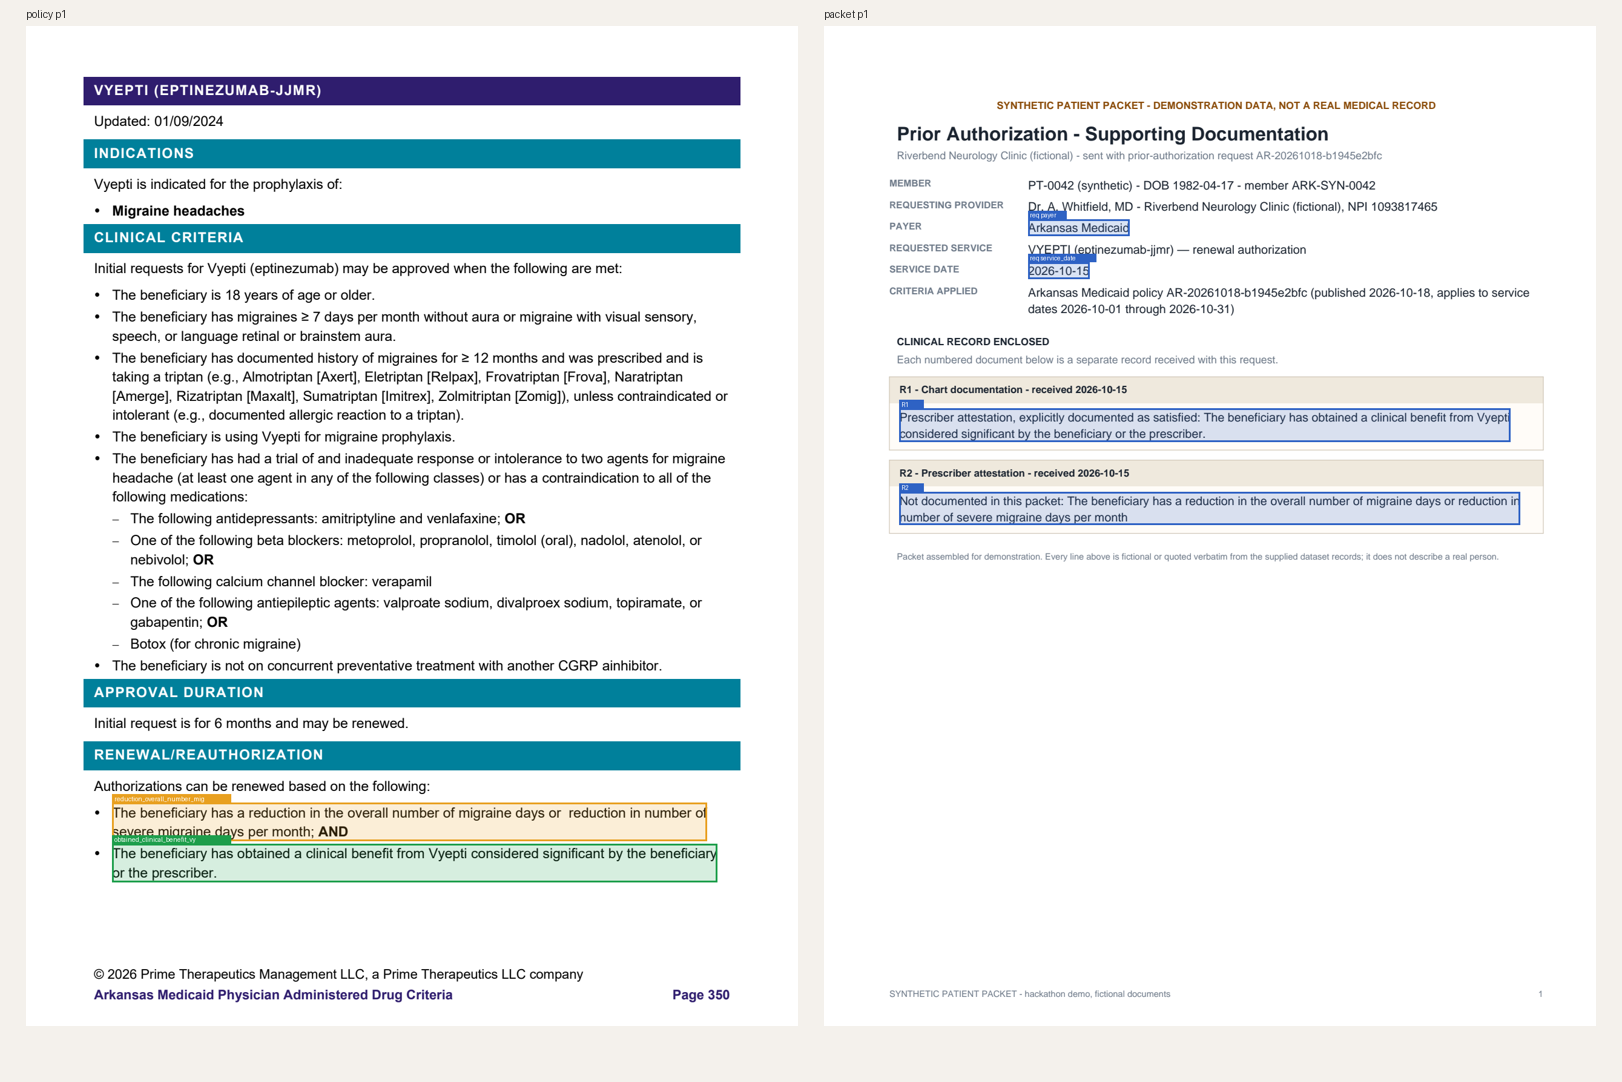 policy p1
VYEPTI (EPTINEZUMAB-JJMR)
Updated: 01/09/2024
INDICATIONS
Vyepti is indicated for the prophylaxis of:
• Migraine headaches
CLINICAL CRITERIA
Initial requests for Vyepti (eptinezumab) may be approved when the following are met:
• The beneficiary is 18 years of age or older.
• The beneficiary has migraines ≥ 7 days per month without aura or migraine with visual sensory,
speech, or language retinal or brainstem aura.
• The beneficiary has documented history of migraines for ≥ 12 months and was prescribed and is
taking a triptan (e.g., Almotriptan [Axert], Eletriptan [Relpax], Frovatriptan [Frova], Naratriptan
[Amerge], Rizatriptan [Maxalt], Sumatriptan [Imitrex], Zolmitriptan [Zomig]), unless contraindicated or
intolerant (e.g., documented allergic reaction to a triptan).
• The beneficiary is using Vyepti for migraine prophylaxis.
• The beneficiary has had a trial of and inadequate response or intolerance to two agents for migraine
headache (at least one agent in any of the following classes) or has a contraindication to all of the
following medications:
– The following antidepressants: amitriptyline and venlafaxine; OR
– One of the following beta blockers: metoprolol, propranolol, timolol (oral), nadolol, atenolol, or
nebivolol; OR
– The following calcium channel blocker: verapamil
– One of the following antiepileptic agents: valproate sodium, divalproex sodium, topiramate, or
gabapentin; OR
– Botox (for chronic migraine)
• The beneficiary is not on concurrent preventative treatment with another CGRP ainhibitor.
APPROVAL DURATION
Initial request is for 6 months and may be renewed.
RENEWAL/REAUTHORIZATION
Authorizations can be renewed based on the following:
reduction_overall_number_mig
• The beneficiary has a reduction in the overall number of migraine days or reduction in number of
severe migraine days per month; AND
obtained_clinical_benefit_vy
• The beneficiary has obtained a clinical benefit from Vyepti considered significant by the beneficiary
or the prescriber.
© 2026 Prime Therapeutics Management LLC, a Prime Therapeutics LLC company
Arkansas Medicaid Physician Administered Drug Criteria Page 350
packet p1
SYNTHETIC PATIENT PACKET - DEMONSTRATION DATA, NOT A REAL MEDICAL RECORD
Prior Authorization - Supporting Documentation
Riverbend Neurology Clinic (fictional) - sent with prior-authorization request AR-20261018-b1945e2bfc
MEMBER PT-0042 (synthetic) - DOB 1982-04-17 - member ARK-SYN-0042
REQUESTING PROVIDER Dr. A. Whitfield, MD - Riverbend Neurology Clinic (fictional), NPI 1093817465
req payer
PAYER Arkansas Medicaid
REQUESTED SERVICE VYEPTI (eptinezumab-jjmr) — renewal authorization
req service_date
SERVICE DATE 2026-10-15
CRITERIA APPLIED Arkansas Medicaid policy AR-20261018-b1945e2bfc (published 2026-10-18, applies to service
dates 2026-10-01 through 2026-10-31)
CLINICAL RECORD ENCLOSED
Each numbered document below is a separate record received with this request.
R1 - Chart documentation - received 2026-10-15
R1
Prescriber attestation, explicitly documented as satisfied: The beneficiary has obtained a clinical benefit from Vyepti
considered significant by the beneficiary or the prescriber.
R2 - Prescriber attestation - received 2026-10-15
R2
Not documented in this packet: The beneficiary has a reduction in the overall number of migraine days or reduction in
number of severe migraine days per month
Packet assembled for demonstration. Every line above is fictional or quoted verbatim from the supplied dataset records; it does not describe a real person.
SYNTHETIC PATIENT PACKET - hackathon demo, fictional documents 1